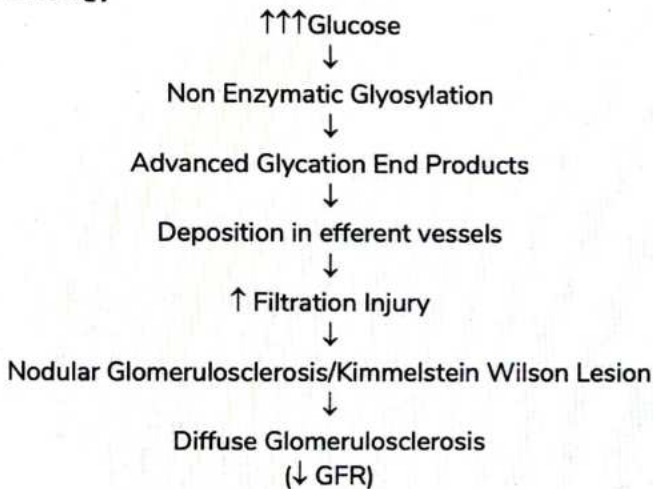 ↑↑↑Glucose
↓
Non Enzymatic Glyosylation
↓
Advanced Glycation End Products
↓
Deposition in efferent vessels
↓
↑ Filtration Injury
↓
Nodular Glomerulosclerosis/Kimmelstein Wilson Lesion
↓
Diffuse Glomerulosclerosis
(↓ GFR)